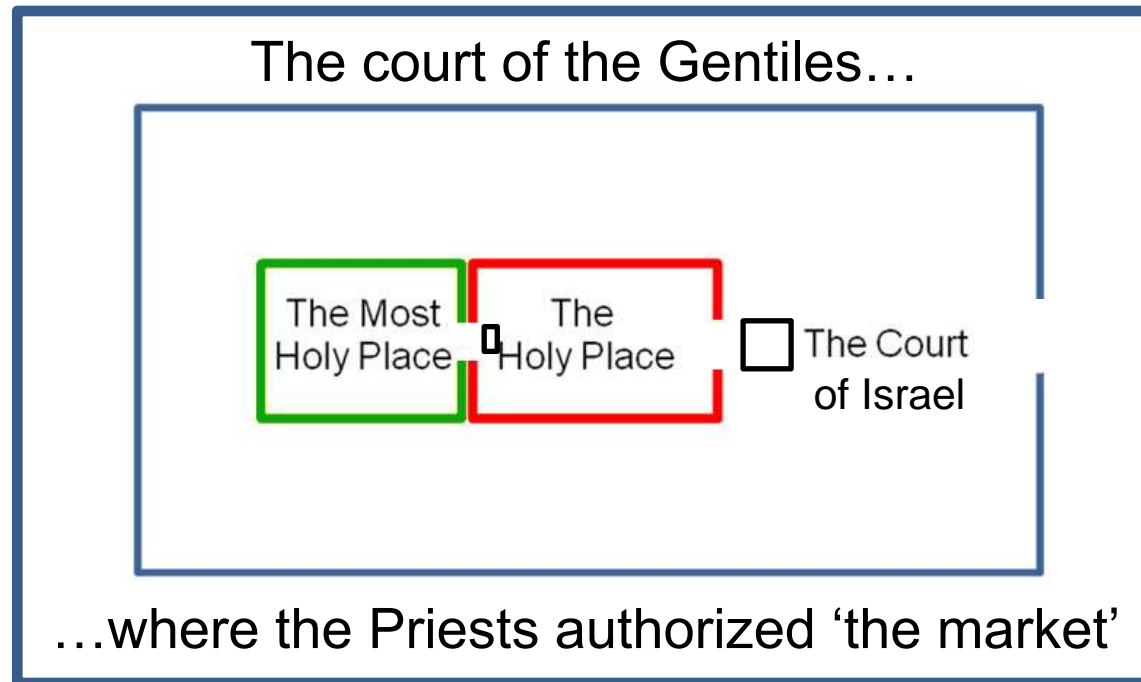 The court of the Gentiles…
The Most
Holy Place
The
Holy Place
The Court
of Israel
…where the Priests authorized ‘the market’